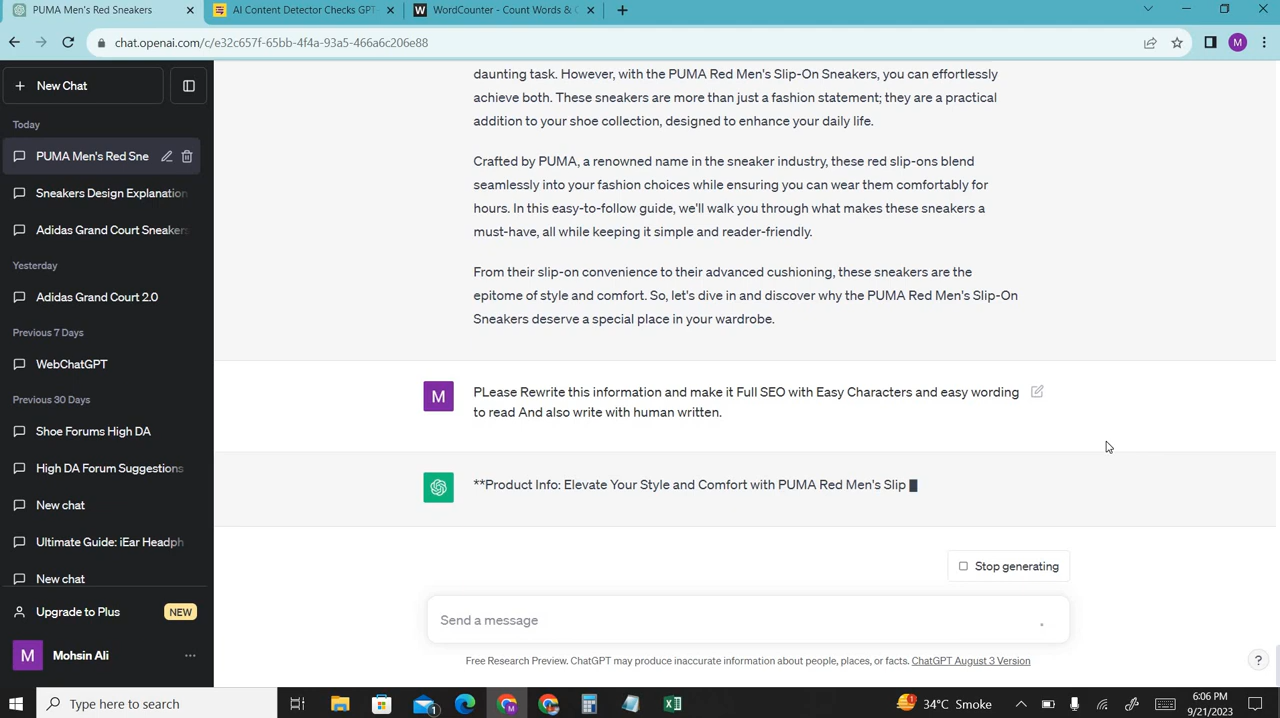 PUMA Men's Red Sneakers
AI Content Detector Checks GPT-
WordCounter - Count Words & C
chat.openai.com/c/e32c657f-65bb-4f4a-93a5-466a6c206e88
M
New Chat
Today
PUMA Men's Red Sne
Sneakers Design Explanation
Adidas Grand Court Sneakers
Yesterday
Adidas Grand Court 2.0
Previous 7 Days
WebChatGPT
Previous 30 Days
Shoe Forums High DA
High DA Forum Suggestions
New chat
Ultimate Guide: iEar Headph
New chat
Upgrade to Plus
NEW
M
Mohsin Ali
daunting task. However, with the PUMA Red Men's Slip-On Sneakers, you can effortlessly
achieve both. These sneakers are more than just a fashion statement; they are a practical
addition to your shoe collection, designed to enhance your daily life.
Crafted by PUMA, a renowned name in the sneaker industry, these red slip-ons blend
seamlessly into your fashion choices while ensuring you can wear them comfortably for
hours. In this easy-to-follow guide, we'll walk you through what makes these sneakers a
must-have, all while keeping it simple and reader-friendly.
From their slip-on convenience to their advanced cushioning, these sneakers are the
epitome of style and comfort. So, let's dive in and discover why the PUMA Red Men's Slip-On
Sneakers deserve a special place in your wardrobe.
M
PLease Rewrite this information and make it Full SEO with Easy Characters and easy wording
to read And also write with human written.
**Product Info: Elevate Your Style and Comfort with PUMA Red Men's Slip
Stop generating
Send a message
Free Research Preview. ChatGPT may produce inaccurate information about people, places, or facts. ChatGPT August 3 Version
?
Type here to search
34°C Smoke
6:06 PM
9/21/2023